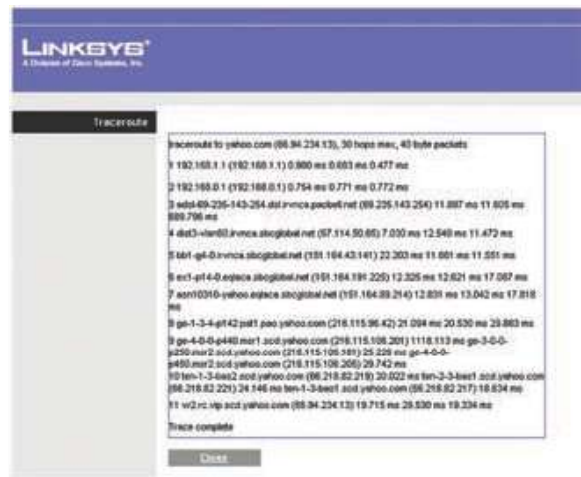 LINKSYS®
A Division of Cisco Systems, Inc.
Traceroute
traceroute to yahoo.com (66.94.234.13), 30 hops max, 40 byte packets
1 192.168.1.1 (192.168.1.1) 0.900 ms 0.683 ms 0.477 ms
2 192.168.0.1 (192.168.0.1) 0.754 ms 0.771 ms 0.772 ms
3 adsl-69-235-143-254.dsl.irvnca.pacbell.net (69.235.143.254) 11.897 ms 11.605 ms
689.796 ms
4 dist3-vlan60.irvnca.sbcglobal.net (67.114.50.65) 7.030 ms 12.549 ms 11.472 ms
5 bb1-g4-0.irvnca.sbcglobal.net (151.164.43.141) 22.203 ms 11.661 ms 11.551 ms
6 ex1-p14-0.eqlaca.sbcglobal.net (151.164.191.225) 12.325 ms 12.621 ms 17.087 ms
7 asn10310-yahoo.eqlaca.sbcglobal.net (151.164.89.214) 12.831 ms 13.042 ms 17.818
ms
8 ge-1-3-4-p142.pat1.pao.yahoo.com (216.115.96.42) 21.094 ms 20.530 ms 29.863 ms
9 ge-4-0-0-p440.msr1.scd.yahoo.com (216.115.106.201) 1118.113 ms ge-3-0-0-
p250.msr2.scd.yahoo.com (216.115.106.181) 25.226 ms ge-4-0-0-
p450.msr2.scd.yahoo.com (216.115.106.205) 29.742 ms
10 ten-1-3-bas2.scd.yahoo.com (66.218.82.219) 20.022 ms ten-2-3-bas1.scd.yahoo.com
(66.218.82.221) 24.146 ms ten-1-3-bas1.scd.yahoo.com (66.218.82.217) 18.634 ms
11 w2.rc.vip.scd.yahoo.com (66.94.234.13) 19.715 ms 29.530 ms 19.334 ms
Trace complete
Close